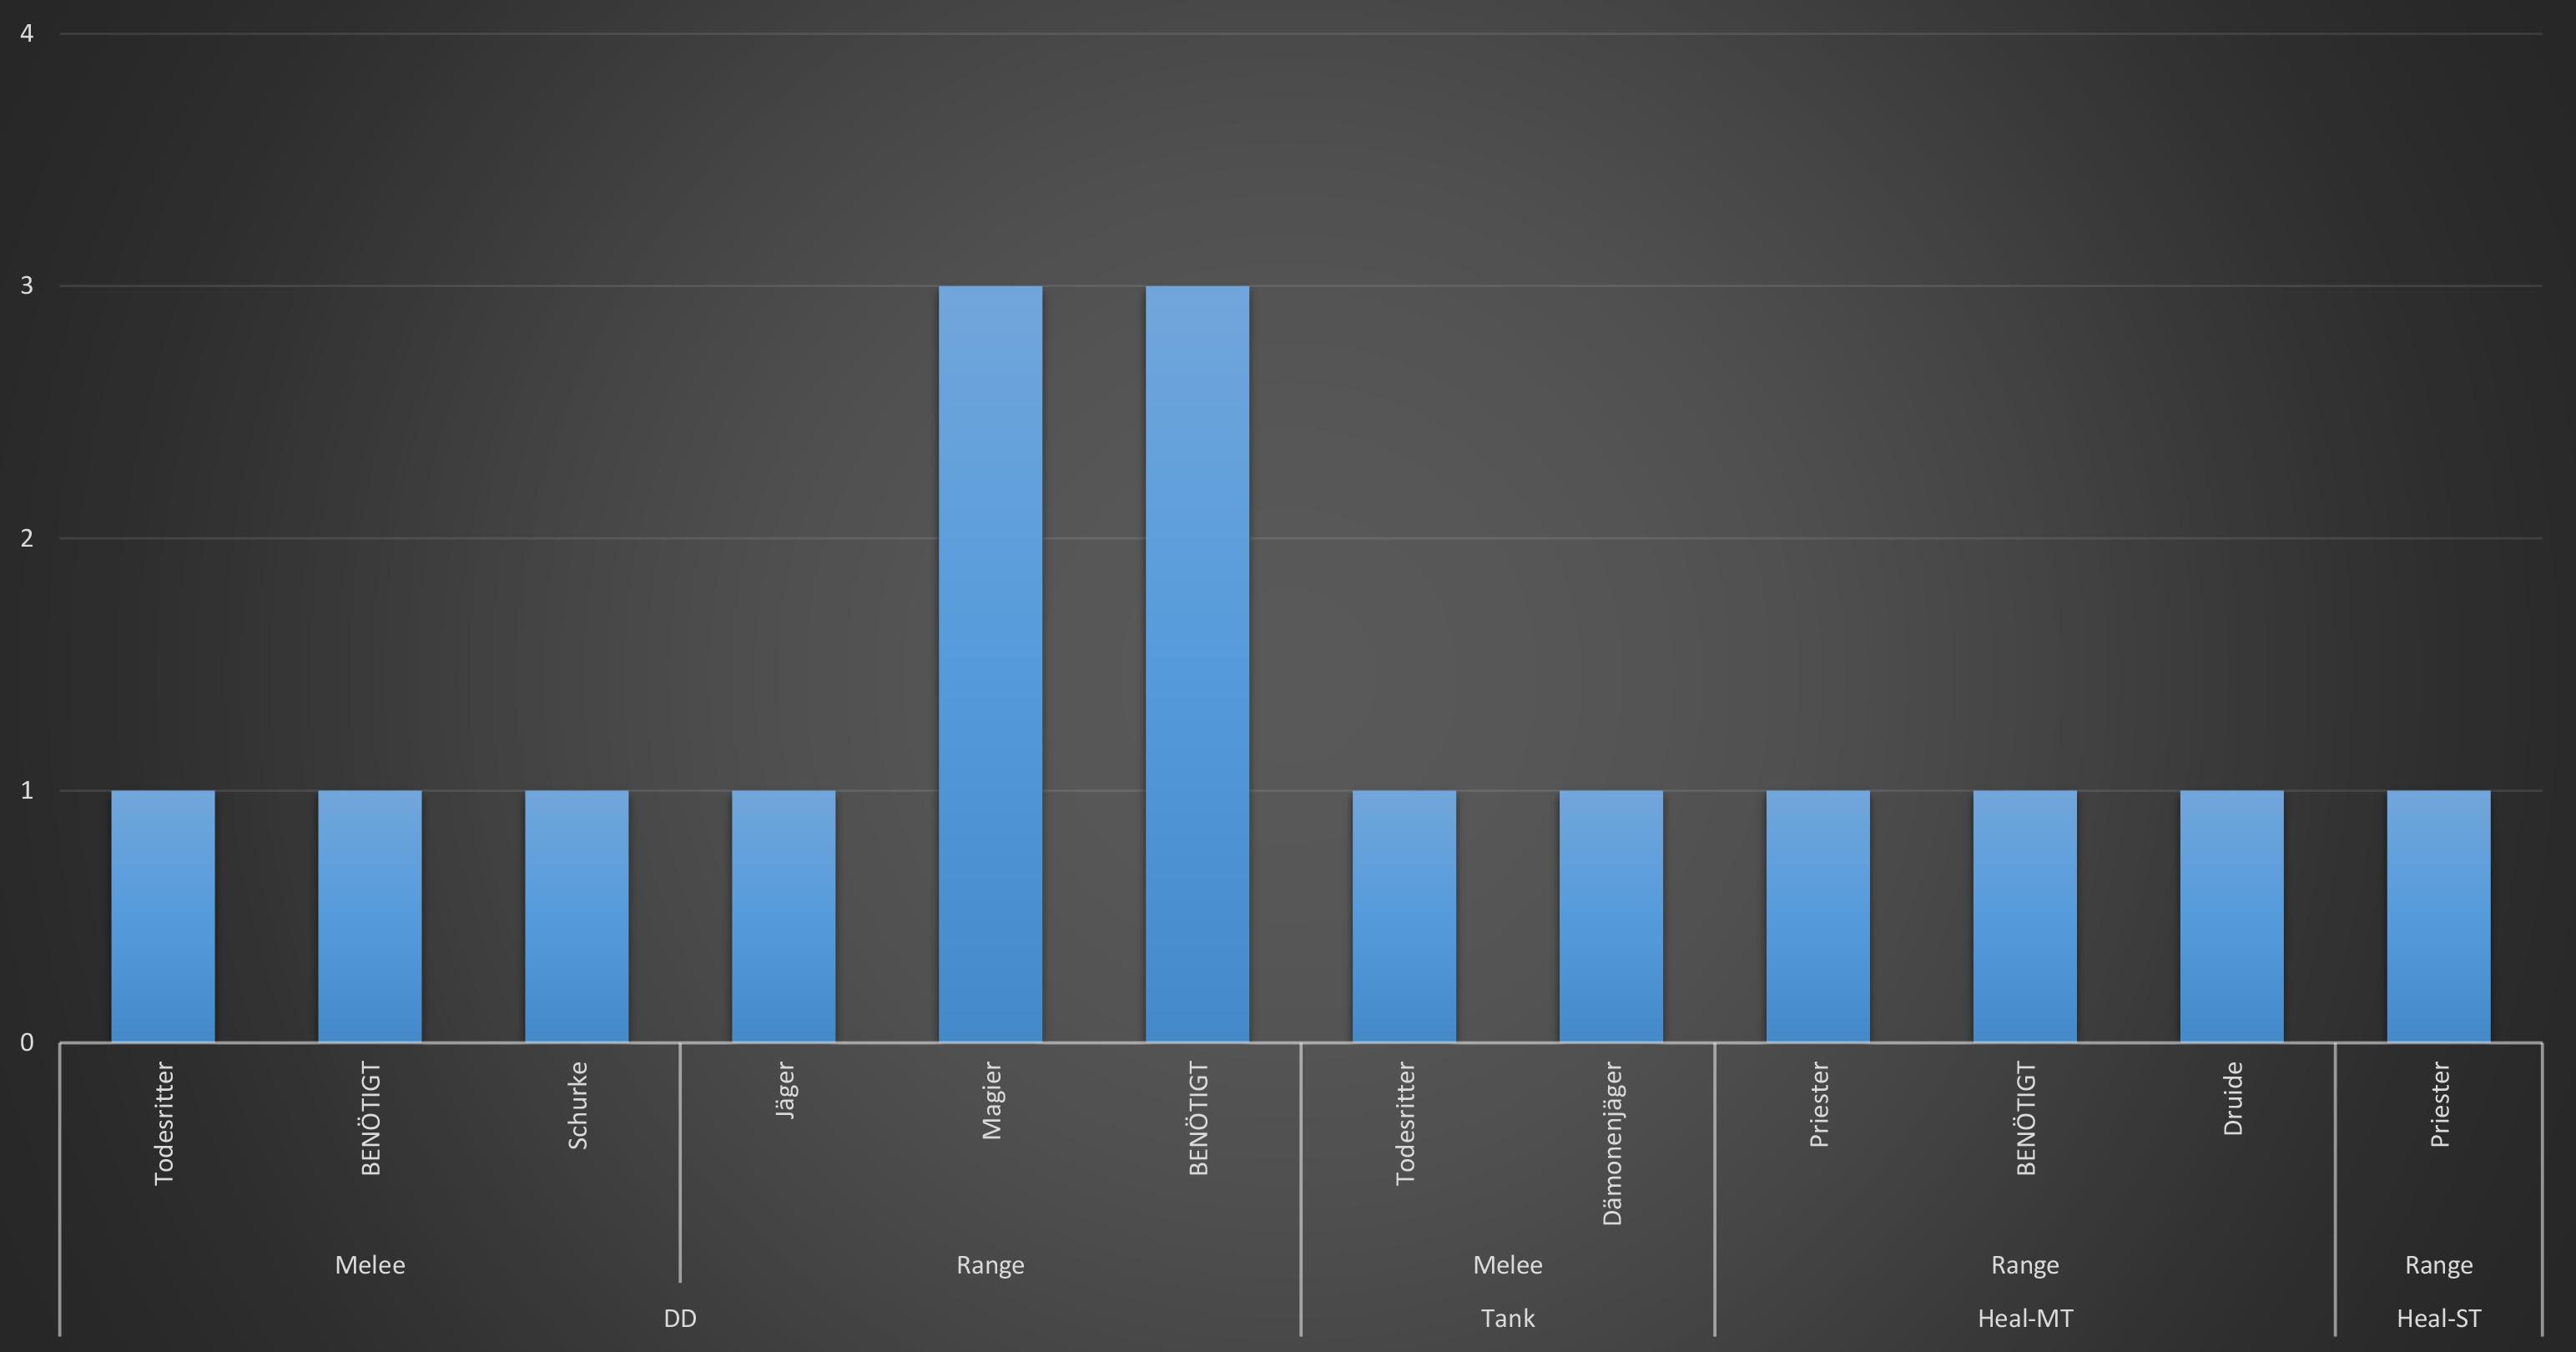 4
3
2
1
0
Todesritter
BENÖTIGT
Schurke
Jäger
Magier
BENÖTIGT
Todesritter
Dämonenjäger
Priester
BENÖTIGT
Druide
Priester
Melee
Range
Melee
Range
Range
DD
Tank
Heal-MT
Heal-ST